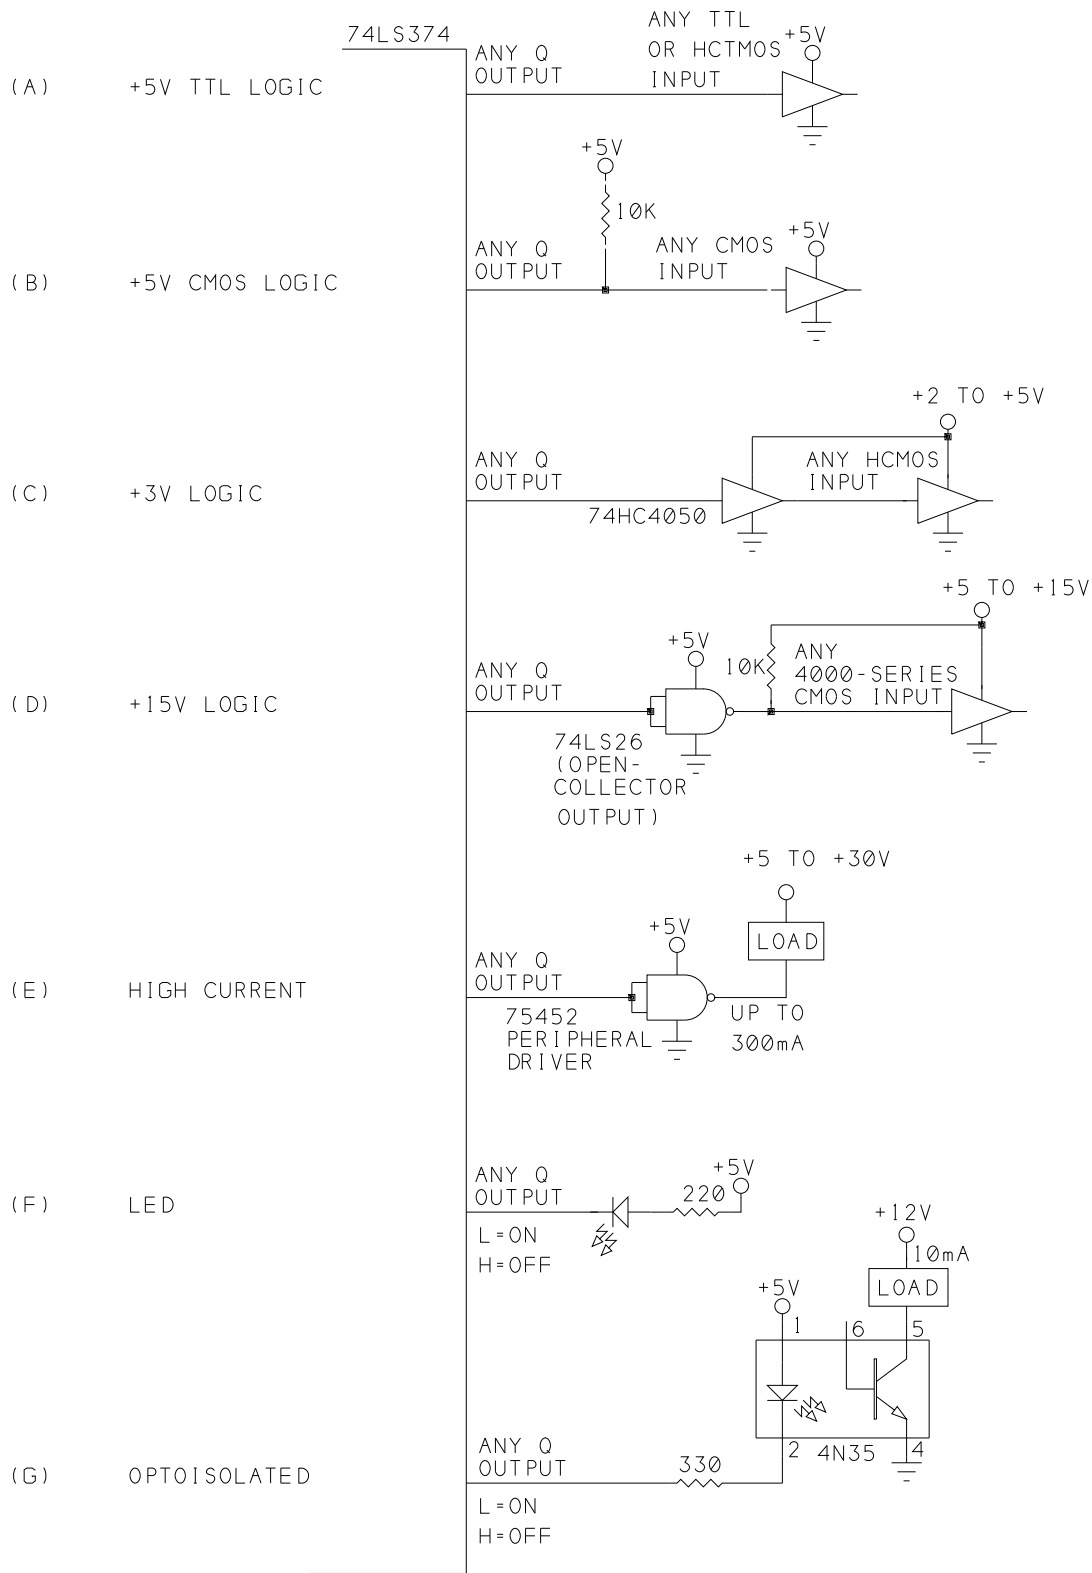 74LS374
(A) +5V TTL LOGIC
ANY Q
OUTPUT
ANY TTL
OR HCTMOS
INPUT
+5V
(B) +5V CMOS LOGIC
ANY Q
OUTPUT
+5V
10K
ANY CMOS
INPUT
+5V
(C) +3V LOGIC
ANY Q
OUTPUT
74HC4050
ANY HCMOS
INPUT
+2 TO +5V
(D) +15V LOGIC
ANY Q
OUTPUT
74LS26
(OPEN-
COLLECTOR
OUTPUT)
+5V
10K
ANY
4000-SERIES
CMOS INPUT
+5 TO +15V
(E) HIGH CURRENT
ANY Q
OUTPUT
75452
PERIPHERAL
DRIVER
+5V
+5 TO +30V
LOAD
UP TO
300mA
(F) LED
ANY Q
OUTPUT
L=ON
H=OFF
220
+5V
(G) OPTOISOLATED
ANY Q
OUTPUT
L=ON
H=OFF
330
+5V
1
2
4N35
6
5
4
+12V
10mA
LOAD